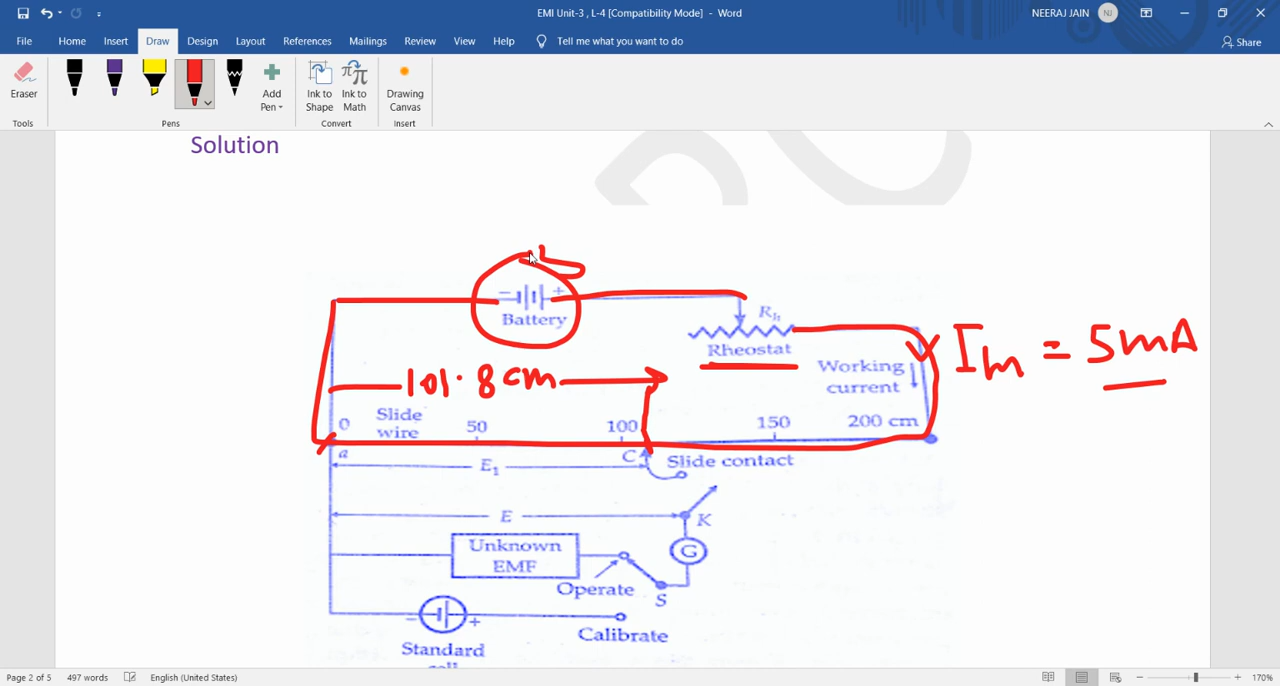 EMI Unit-3 , L-4 [Compatibility Mode] - Word
NEERAJ JAIN
NJ
File Home Insert Draw Design Layout References Mailings Review View Help Tell me what you want to do
Share
Eraser
Add Pen
Ink to Shape
Ink to Math
Drawing Canvas
Tools
Pens
Convert
Insert
Solution
− +
Battery
Rh
Rheostat
Working current
Im = 5mA
101.8 cm
0 Slide wire 50 100 150 200 cm
a
E1
C
Slide contact
E
K
Unknown EMF
G
Operate
S
− +
Calibrate
Standard
Page 2 of 5 497 words English (United States)
− + 170%